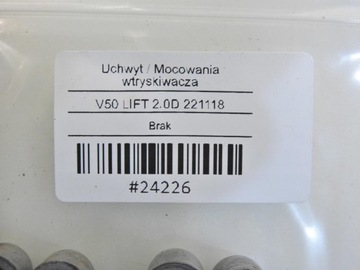 Uchwyt / Mocowania
wtryskiwacza
V50 LIFT 2.0D 221118
Brak
#24226